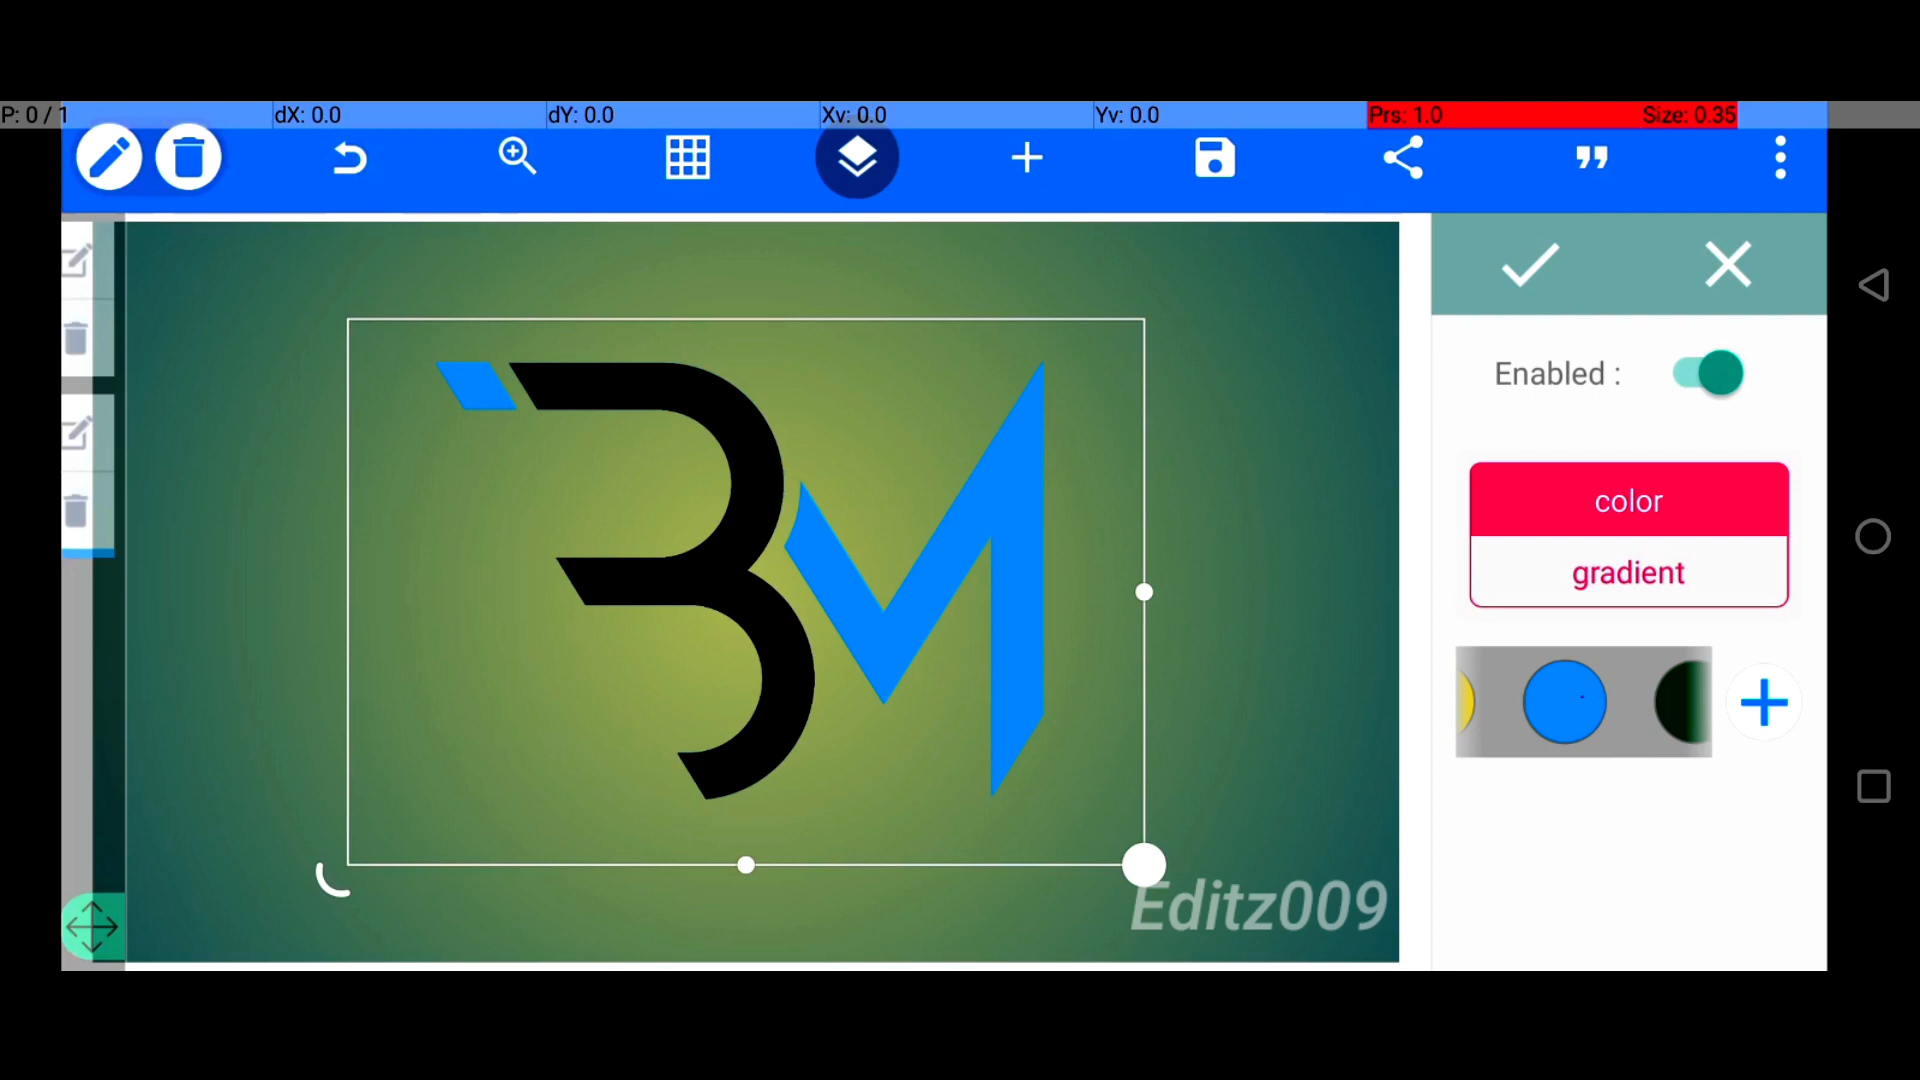 P: 0 / 1 dX: 0.0 dY: 0.0 Xv: 0.0 Yv: 0.0 Prs: 1.0 Size: 0.35
Enabled :
color
gradient
BM
Editz009